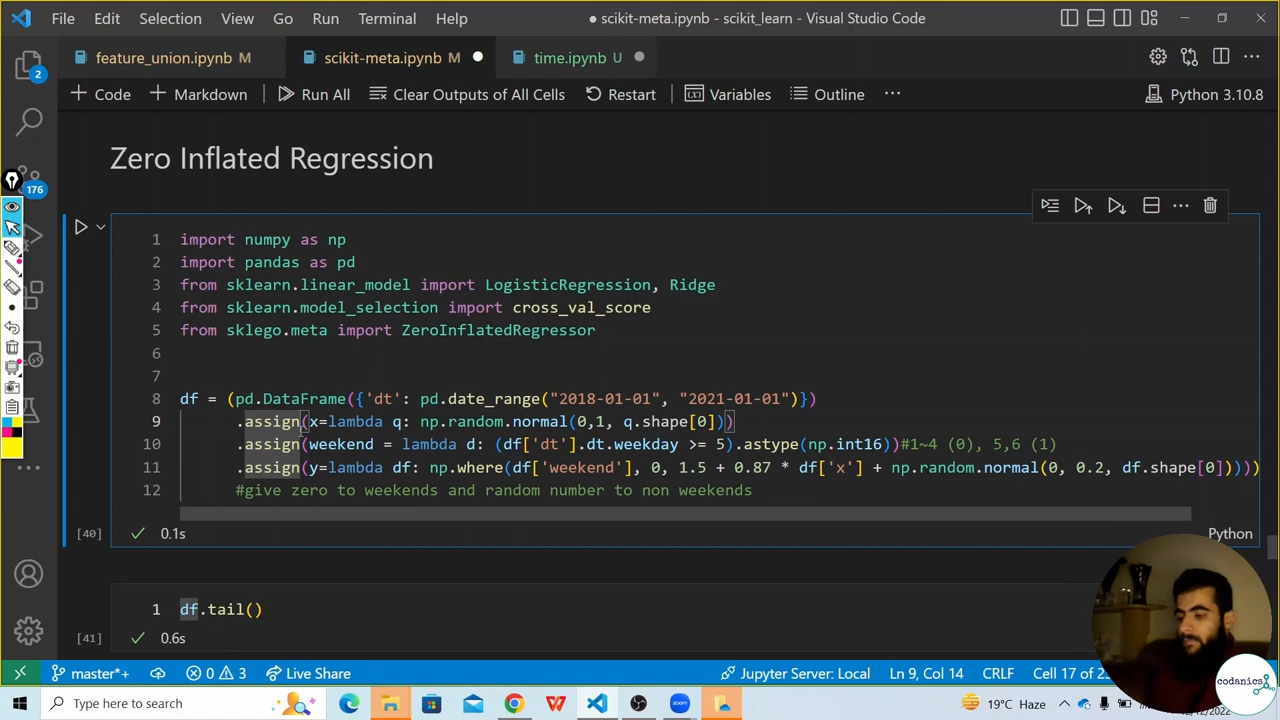 File Edit Selection View Go Run Terminal Help
● scikit-meta.ipynb - scikit_learn - Visual Studio Code
feature_union.ipynb M
scikit-meta.ipynb M
time.ipynb U
2
+ Code + Markdown Run All Clear Outputs of All Cells Restart Variables Outline ...
Python 3.10.8
176
Zero Inflated Regression
1 import numpy as np
2 import pandas as pd
3 from sklearn.linear_model import LogisticRegression, Ridge
4 from sklearn.model_selection import cross_val_score
5 from sklego.meta import ZeroInflatedRegressor
6
7
8 df = (pd.DataFrame({'dt': pd.date_range("2018-01-01", "2021-01-01")})
9 .assign(x=lambda q: np.random.normal(0,1, q.shape[0]))
10 .assign(weekend = lambda d: (df['dt'].dt.weekday >= 5).astype(np.int16))#1~4 (0), 5,6 (1)
11 .assign(y=lambda df: np.where(df['weekend'], 0, 1.5 + 0.87 * df['x'] + np.random.normal(0, 0.2, df.shape[0]))))
12 #give zero to weekends and random number to non weekends
[40] 0.1s
Python
1 df.tail()
[41] 0.6s
codanics
master*+ 0 3 Live Share
Jupyter Server: Local Ln 9, Col 14 CRLF Cell 17 of
Type here to search
zoom
19°C Haze